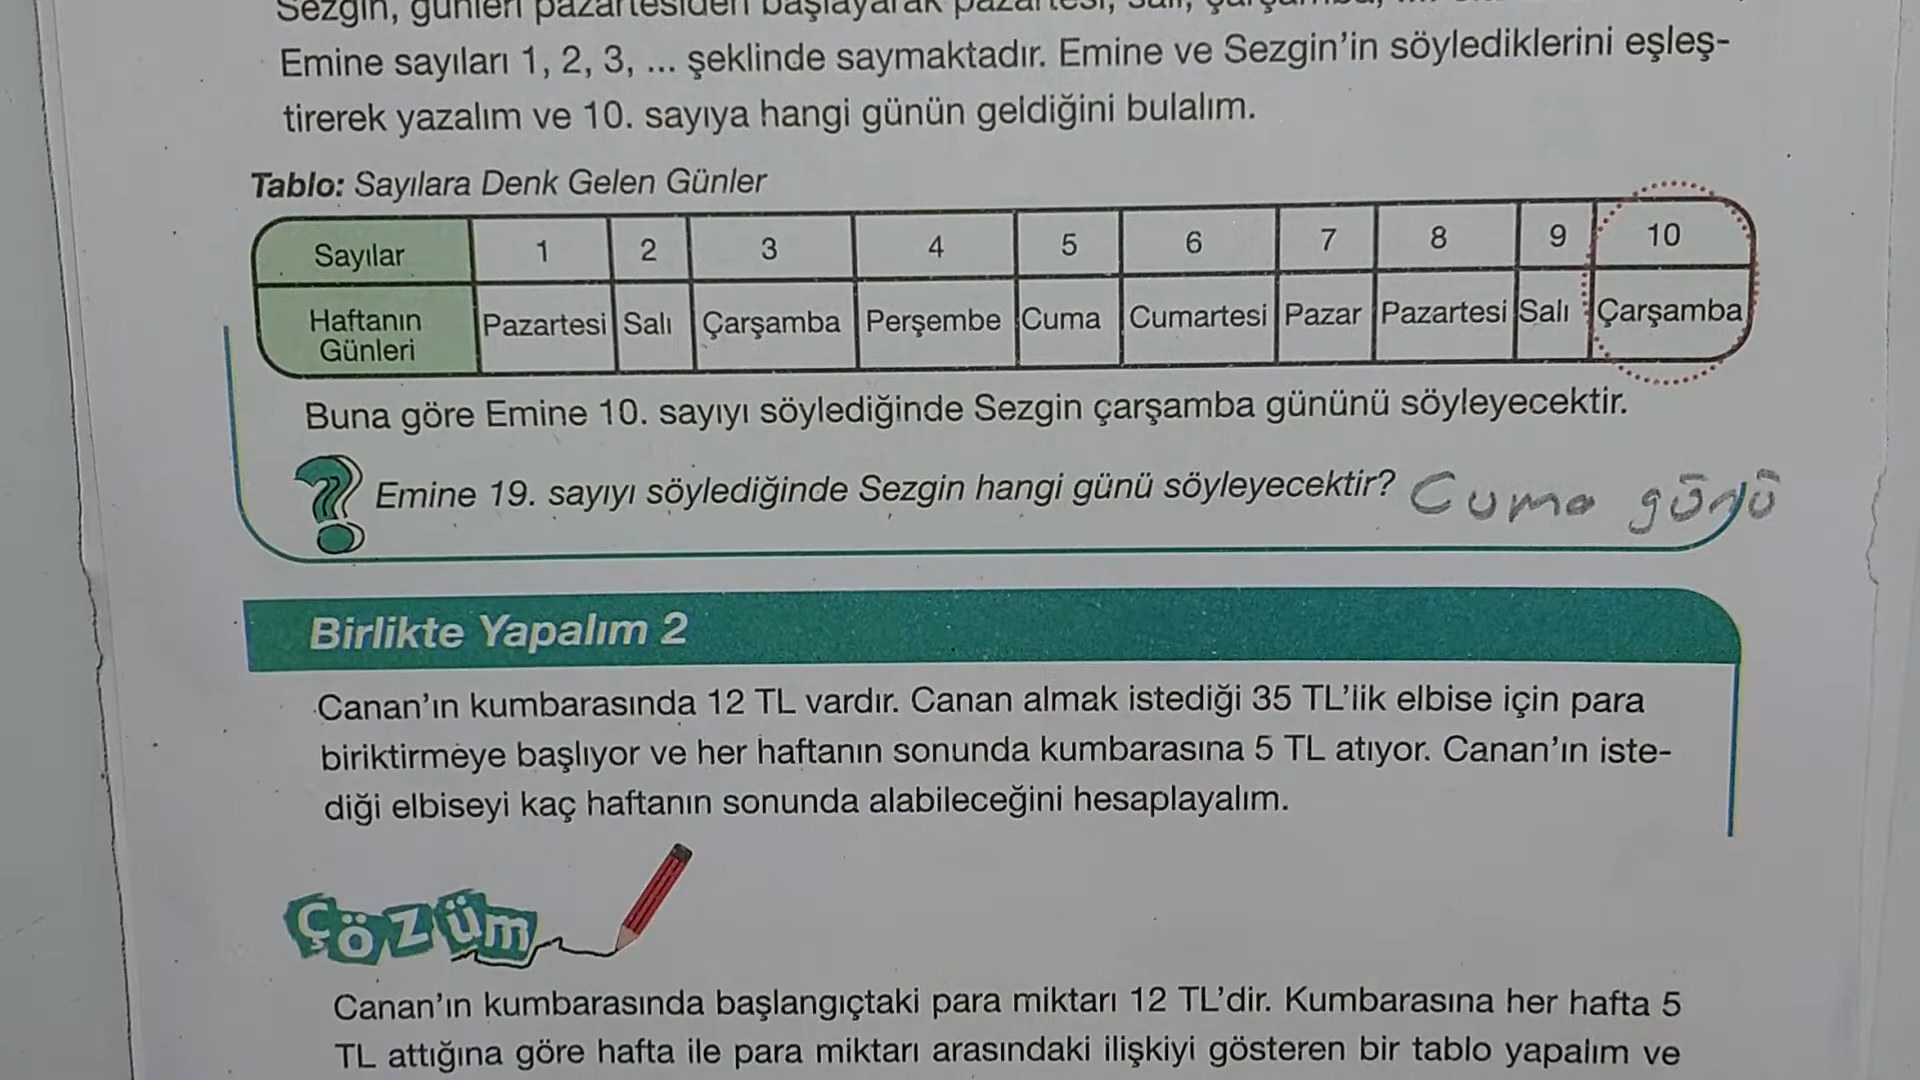 Sezgin, günleri pazartesiden başlayarak pazartesi, salı, çarşamba, ...
Emine sayıları 1, 2, 3, ... şeklinde saymaktadır. Emine ve Sezgin’in söylediklerini eşleş-
tirerek yazalım ve 10. sayıya hangi günün geldiğini bulalım.
Tablo: Sayılara Denk Gelen Günler
Sayılar 1 2 3 4 5 6 7 8 9 10
Haftanın Günleri Pazartesi Salı Çarşamba Perşembe Cuma Cumartesi Pazar Pazartesi Salı Çarşamba
Buna göre Emine 10. sayıyı söylediğinde Sezgin çarşamba gününü söyleyecektir.
Emine 19. sayıyı söylediğinde Sezgin hangi günü söyleyecektir? Cuma günü
Birlikte Yapalım 2
Canan’ın kumbarasında 12 TL vardır. Canan almak istediği 35 TL’lik elbise için para
biriktirmeye başlıyor ve her haftanın sonunda kumbarasına 5 TL atıyor. Canan’ın iste-
diği elbiseyi kaç haftanın sonunda alabileceğini hesaplayalım.
Çözüm
Canan’ın kumbarasında başlangıçtaki para miktarı 12 TL’dir. Kumbarasına her hafta 5
TL attığına göre hafta ile para miktarı arasındaki ilişkiyi gösteren bir tablo yapalım ve